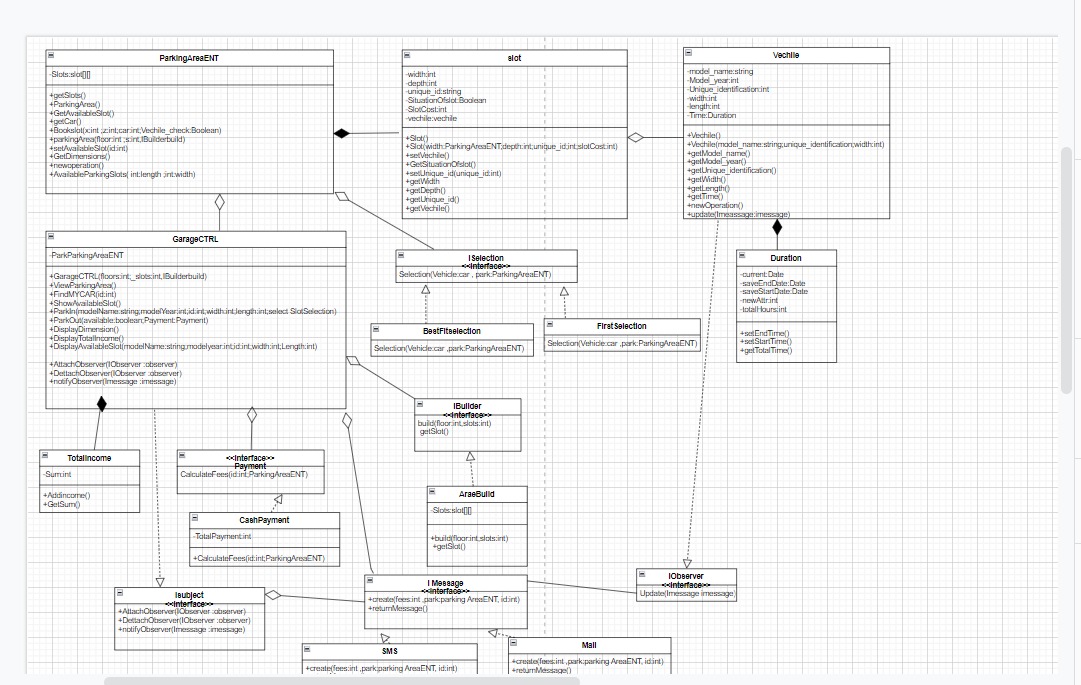 ParkingAreaENT
-Slots:slot[][]
+getSlots()
+ParkingArea()
+GetAvailableSlot()
+getCar()
+Bookslot(x:int ;z:int;car:int;Vechile_check:Boolean)
+parkingArea(floor:int ;s:int,IBuilderbuild)
+setAvailableSlot(id:int)
+GetDimensions()
+newoperation()
+AvailableParkingSlots( int:length ;int:width)
slot
-width:int
-depth:int
-unique_id:string
-SituationOfslot:Boolean
-SlotCost:int
-vechile:vechile
+Slot()
+Slot(width:ParkingAreaENT;depth:int;unique_id;int;slotCost:int)
+setVechile()
+GetSituationOfslot()
+setUnique_id(unique_id:int)
+getWidth
+getDepth()
+getUnique_id()
+getVechile()
Vechile
-model_name:string
-Model_year:int
-Unique_identification:int
-width:int
-length:int
-Time:Duration
+Vechile()
+Vechile(model_name:string;unique_identification;width:int)
+getModel_name()
+getModel_year()
+getUnique_identification()
+getWidth()
+getLength()
+getTime()
+newOperation()
+update(Imeassage:imessage)
GarageCTRL
-ParkParkingAreaENT
+GarageCTRL(floors:int;_slots:int,IBuilderbuild)
+ViewParkingArea()
+FindMYCAR(id:int)
+ShowAvailableSlot()
+ParkIn(modelName:string;modelYear:int;id:int;width:int;length:int;select SlotSelection)
+ParkOut(available:boolean;Payment:Payment)
+DisplayDimension()
+DisplayTotalIncome()
+DisplayAvailableSlot(modelName:string;modelyear:int;id:int;width:int;Length:int)
+AttachObserver(IObserver :observer)
+DettachObserver(IObserver :observer)
+notifyObserver(Imessage :imessage)
ISelection
<<Interface>>
Selection(Vehicle:car , park:ParkingAreaENT)
BestFitselection
Selection(Vehicle:car ,park:ParkingAreaENT)
FirstSelection
Selection(Vehicle:car ,park:ParkingAreaENT)
Duration
-current:Date
-saveEndDate:Date
-saveStartDate:Date
-newAttr:int
-totalHours:int
+setEndTime()
+setStartTime()
+getTotalTime()
IBuilder
<<Interface>>
build(floor:int,slots:int)
getSlot()
TotalIncome
-Sum:int
+Addincome()
+GetSum()
<<Interface>>
Payment
CalculateFees(id:int;ParkingAreaENT)
CashPayment
-TotalPayment:int
+CalculateFees(id:int;ParkingAreaENT)
AraeBuild
-Slots:slot[][]
+build(floor:int,slots:int)
+getSlot()
Isubject
<<Interface>>
+AttachObserver(IObserver :observer)
+DettachObserver(IObserver :observer)
+notifyObserver(Imessage :imessage)
I Message
<<Interface>>
+create(fees:int ,park:parking AreaENT, id:int)
+returnMessage()
IObserver
<<Interface>>
Update(Imessage imessage)
SMS
+create(fees:int ,park:parking AreaENT, id:int)
Mail
+create(fees:int ,park:parking AreaENT, id:int)
+returnMessage()